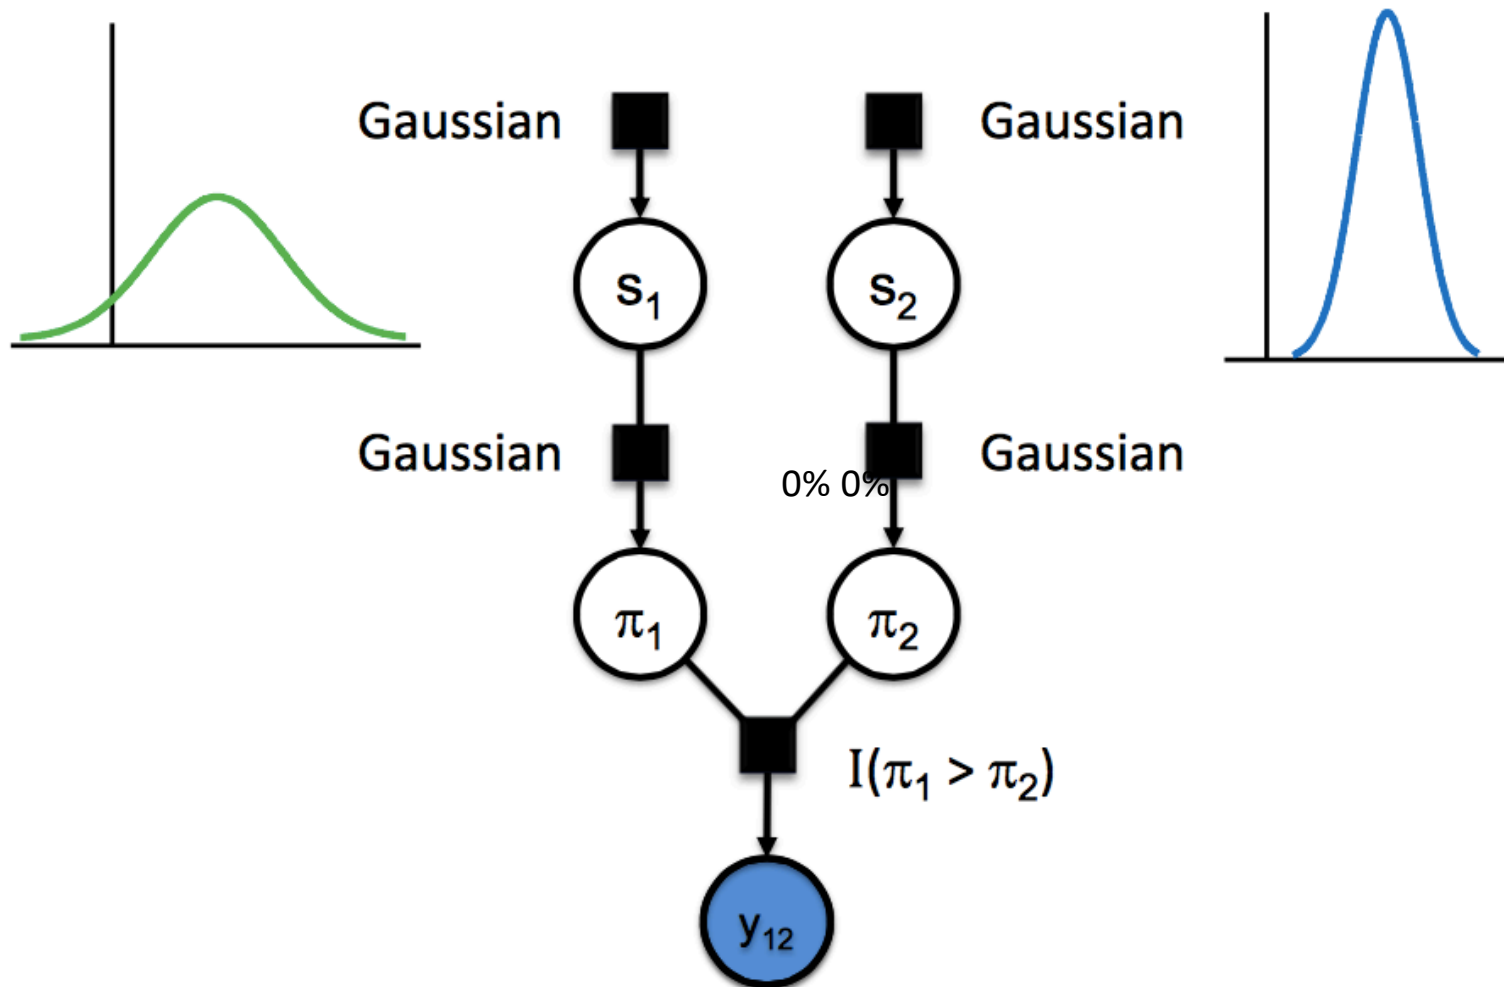 Gaussian
Gaussian
s₁
s₂
Gaussian
Gaussian
0% 0%
π₁
π₂
I(π₁ > π₂)
y₁₂